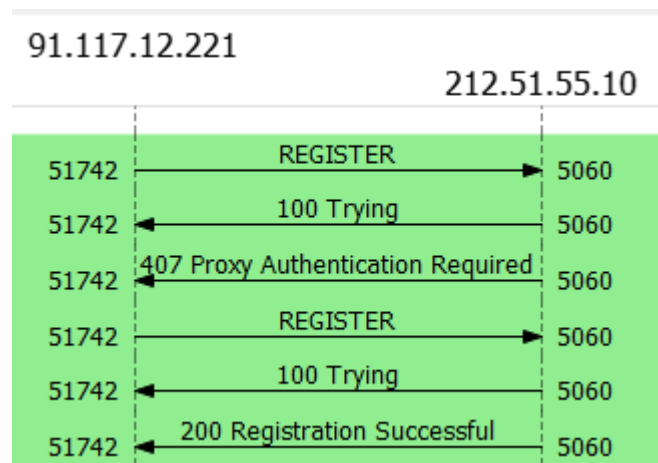 91.117.12.221
212.51.55.10
REGISTER
51742 5060
100 Trying
51742 5060
407 Proxy Authentication Required
51742 5060
REGISTER
51742 5060
100 Trying
51742 5060
200 Registration Successful
51742 5060